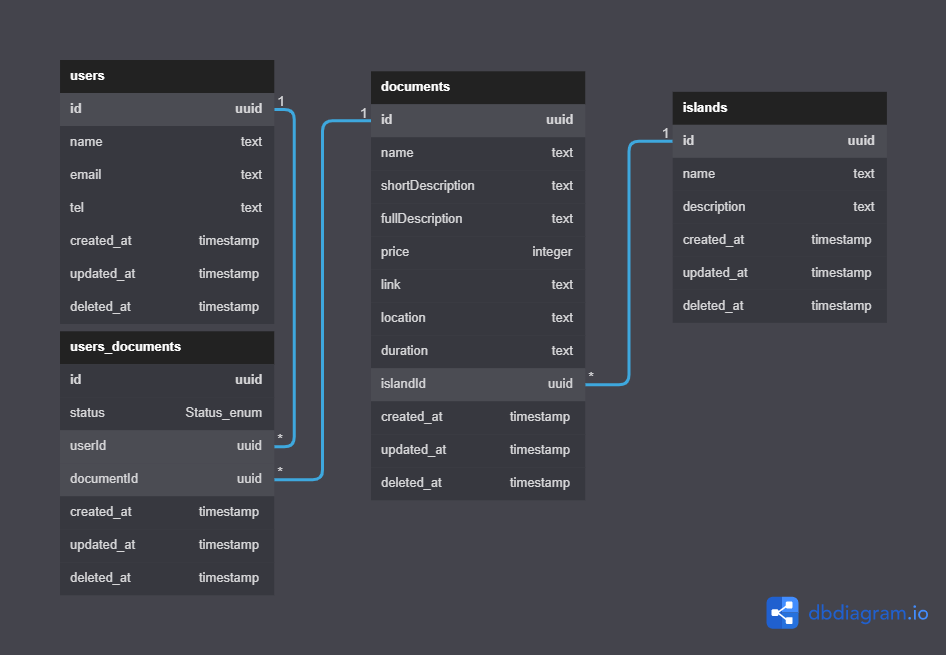 users
id uuid
name text
email text
tel text
created_at timestamp
updated_at timestamp
deleted_at timestamp
users_documents
id uuid
status Status_enum
userId uuid
documentId uuid
created_at timestamp
updated_at timestamp
deleted_at timestamp
1
*
*
1
documents
id uuid
name text
shortDescription text
fullDescription text
price integer
link text
location text
duration text
islandId uuid
created_at timestamp
updated_at timestamp
deleted_at timestamp
*
1
islands
id uuid
name text
description text
created_at timestamp
updated_at timestamp
deleted_at timestamp
dbdiagram.io